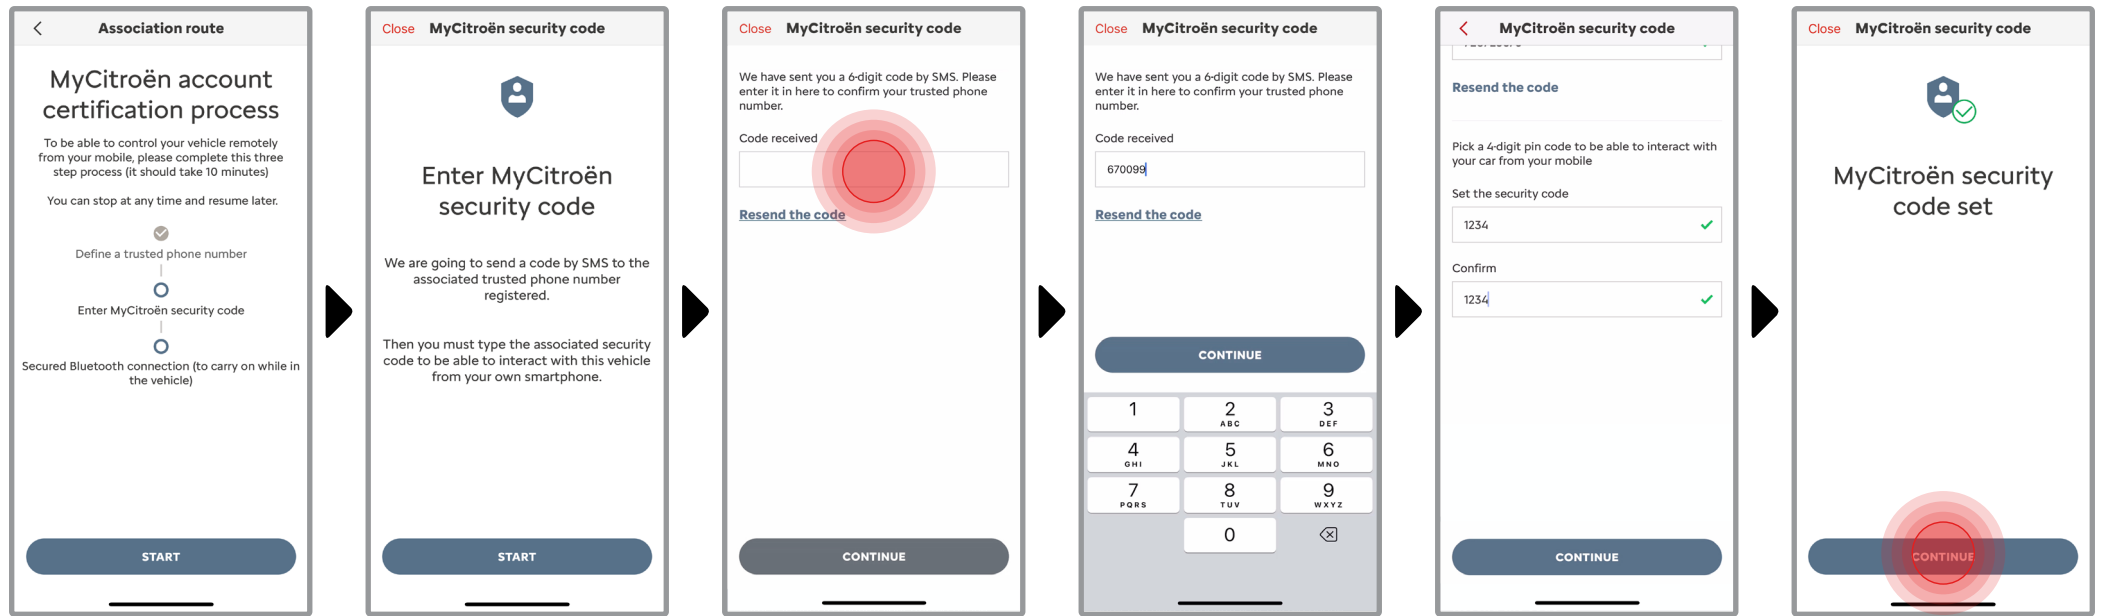 Association route
MyCitroën account
certification process
To be able to control your vehicle remotely
from your mobile, please complete this three
step process (it should take 10 minutes)
You can stop at any time and resume later.
Define a trusted phone number
Enter MyCitroën security code
Secured Bluetooth connection (to carry on while in
the vehicle)
START
Close MyCitroën security code
Enter MyCitroën
security code
We are going to send a code by SMS to the
associated trusted phone number
registered.
Then you must type the associated security
code to be able to interact with this vehicle
from your own smartphone.
START
Close MyCitroën security code
We have sent you a 6-digit code by SMS. Please
enter it in here to confirm your trusted phone
number.
Code received
Resend the code
CONTINUE
Close MyCitroën security code
We have sent you a 6-digit code by SMS. Please
enter it in here to confirm your trusted phone
number.
Code received
670099
Resend the code
CONTINUE
1 2 3
ABC DEF
4 5 6
GHI JKL MNO
7 8 9
PQRS TUV WXYZ
0
MyCitroën security code
Resend the code
Pick a 4-digit pin code to be able to interact with
your car from your mobile
Set the security code
1234
Confirm
1234
CONTINUE
Close MyCitroën security code
MyCitroën security
code set
CONTINUE